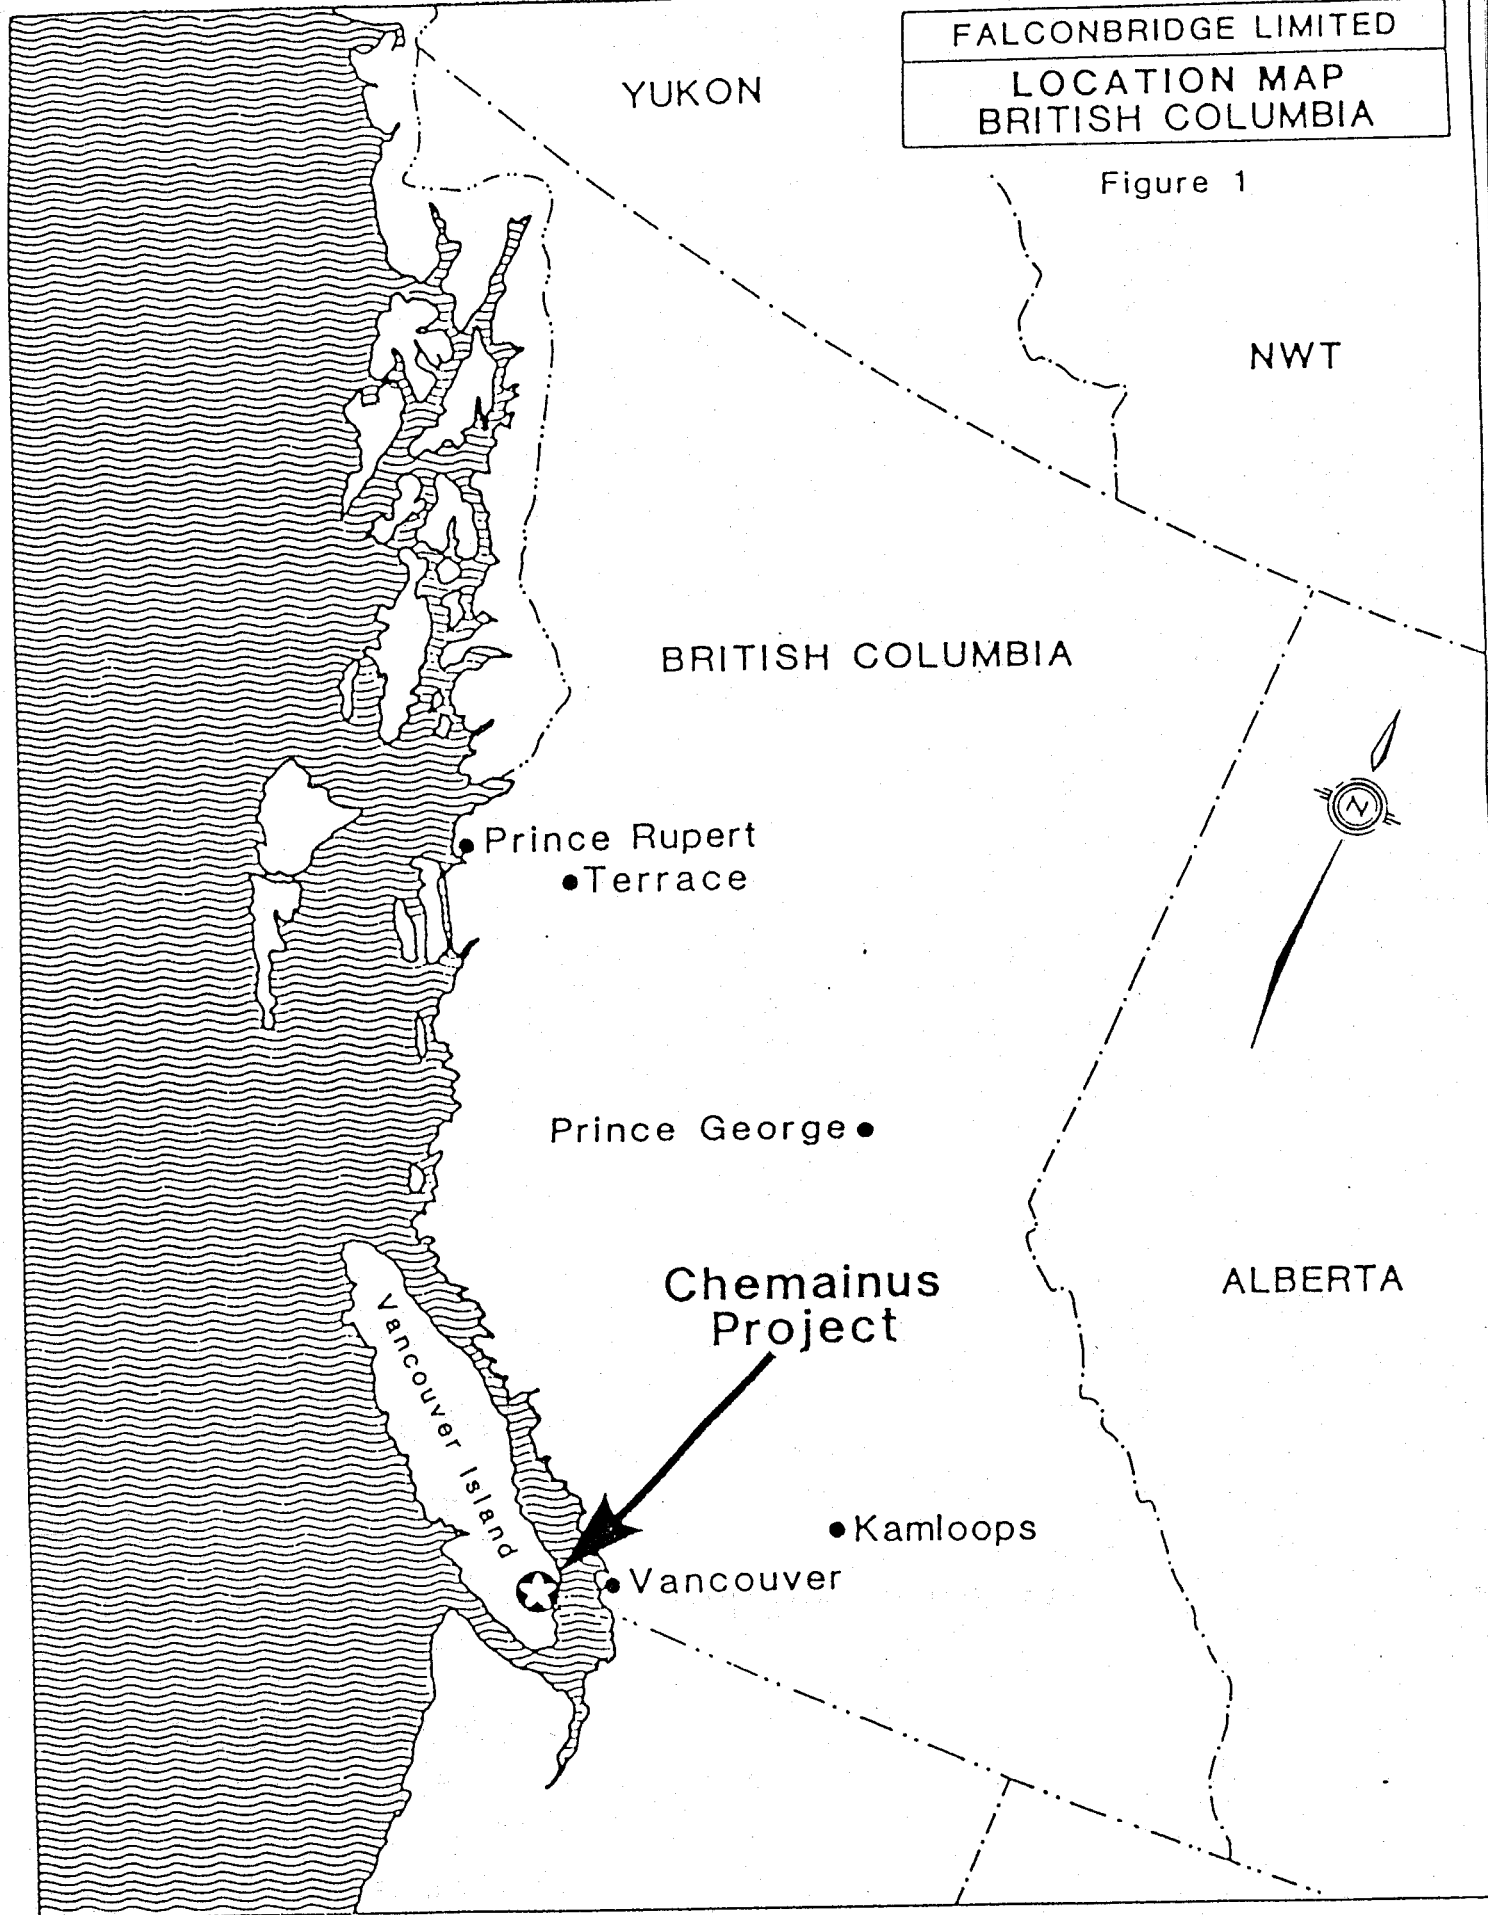 FALCONBRIDGE LIMITED
LOCATION MAP
BRITISH COLUMBIA
Figure 1
YUKON
NWT
BRITISH COLUMBIA
N
Prince Rupert
Terrace
Prince George
Chemainus
Project
ALBERTA
Vancouver Island
Kamloops
Vancouver